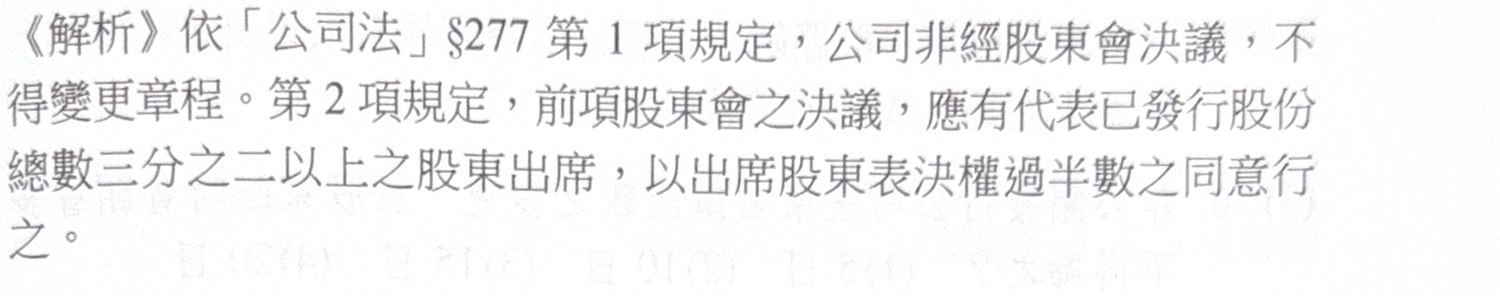 《解析》依「公司法」§277 第 1 項規定，公司非經股東會決議，不
得變更章程。第 2 項規定，前項股東會之決議，應有代表已發行股份
總數三分之二以上之股東出席，以出席股東表決權過半數之同意行
之。